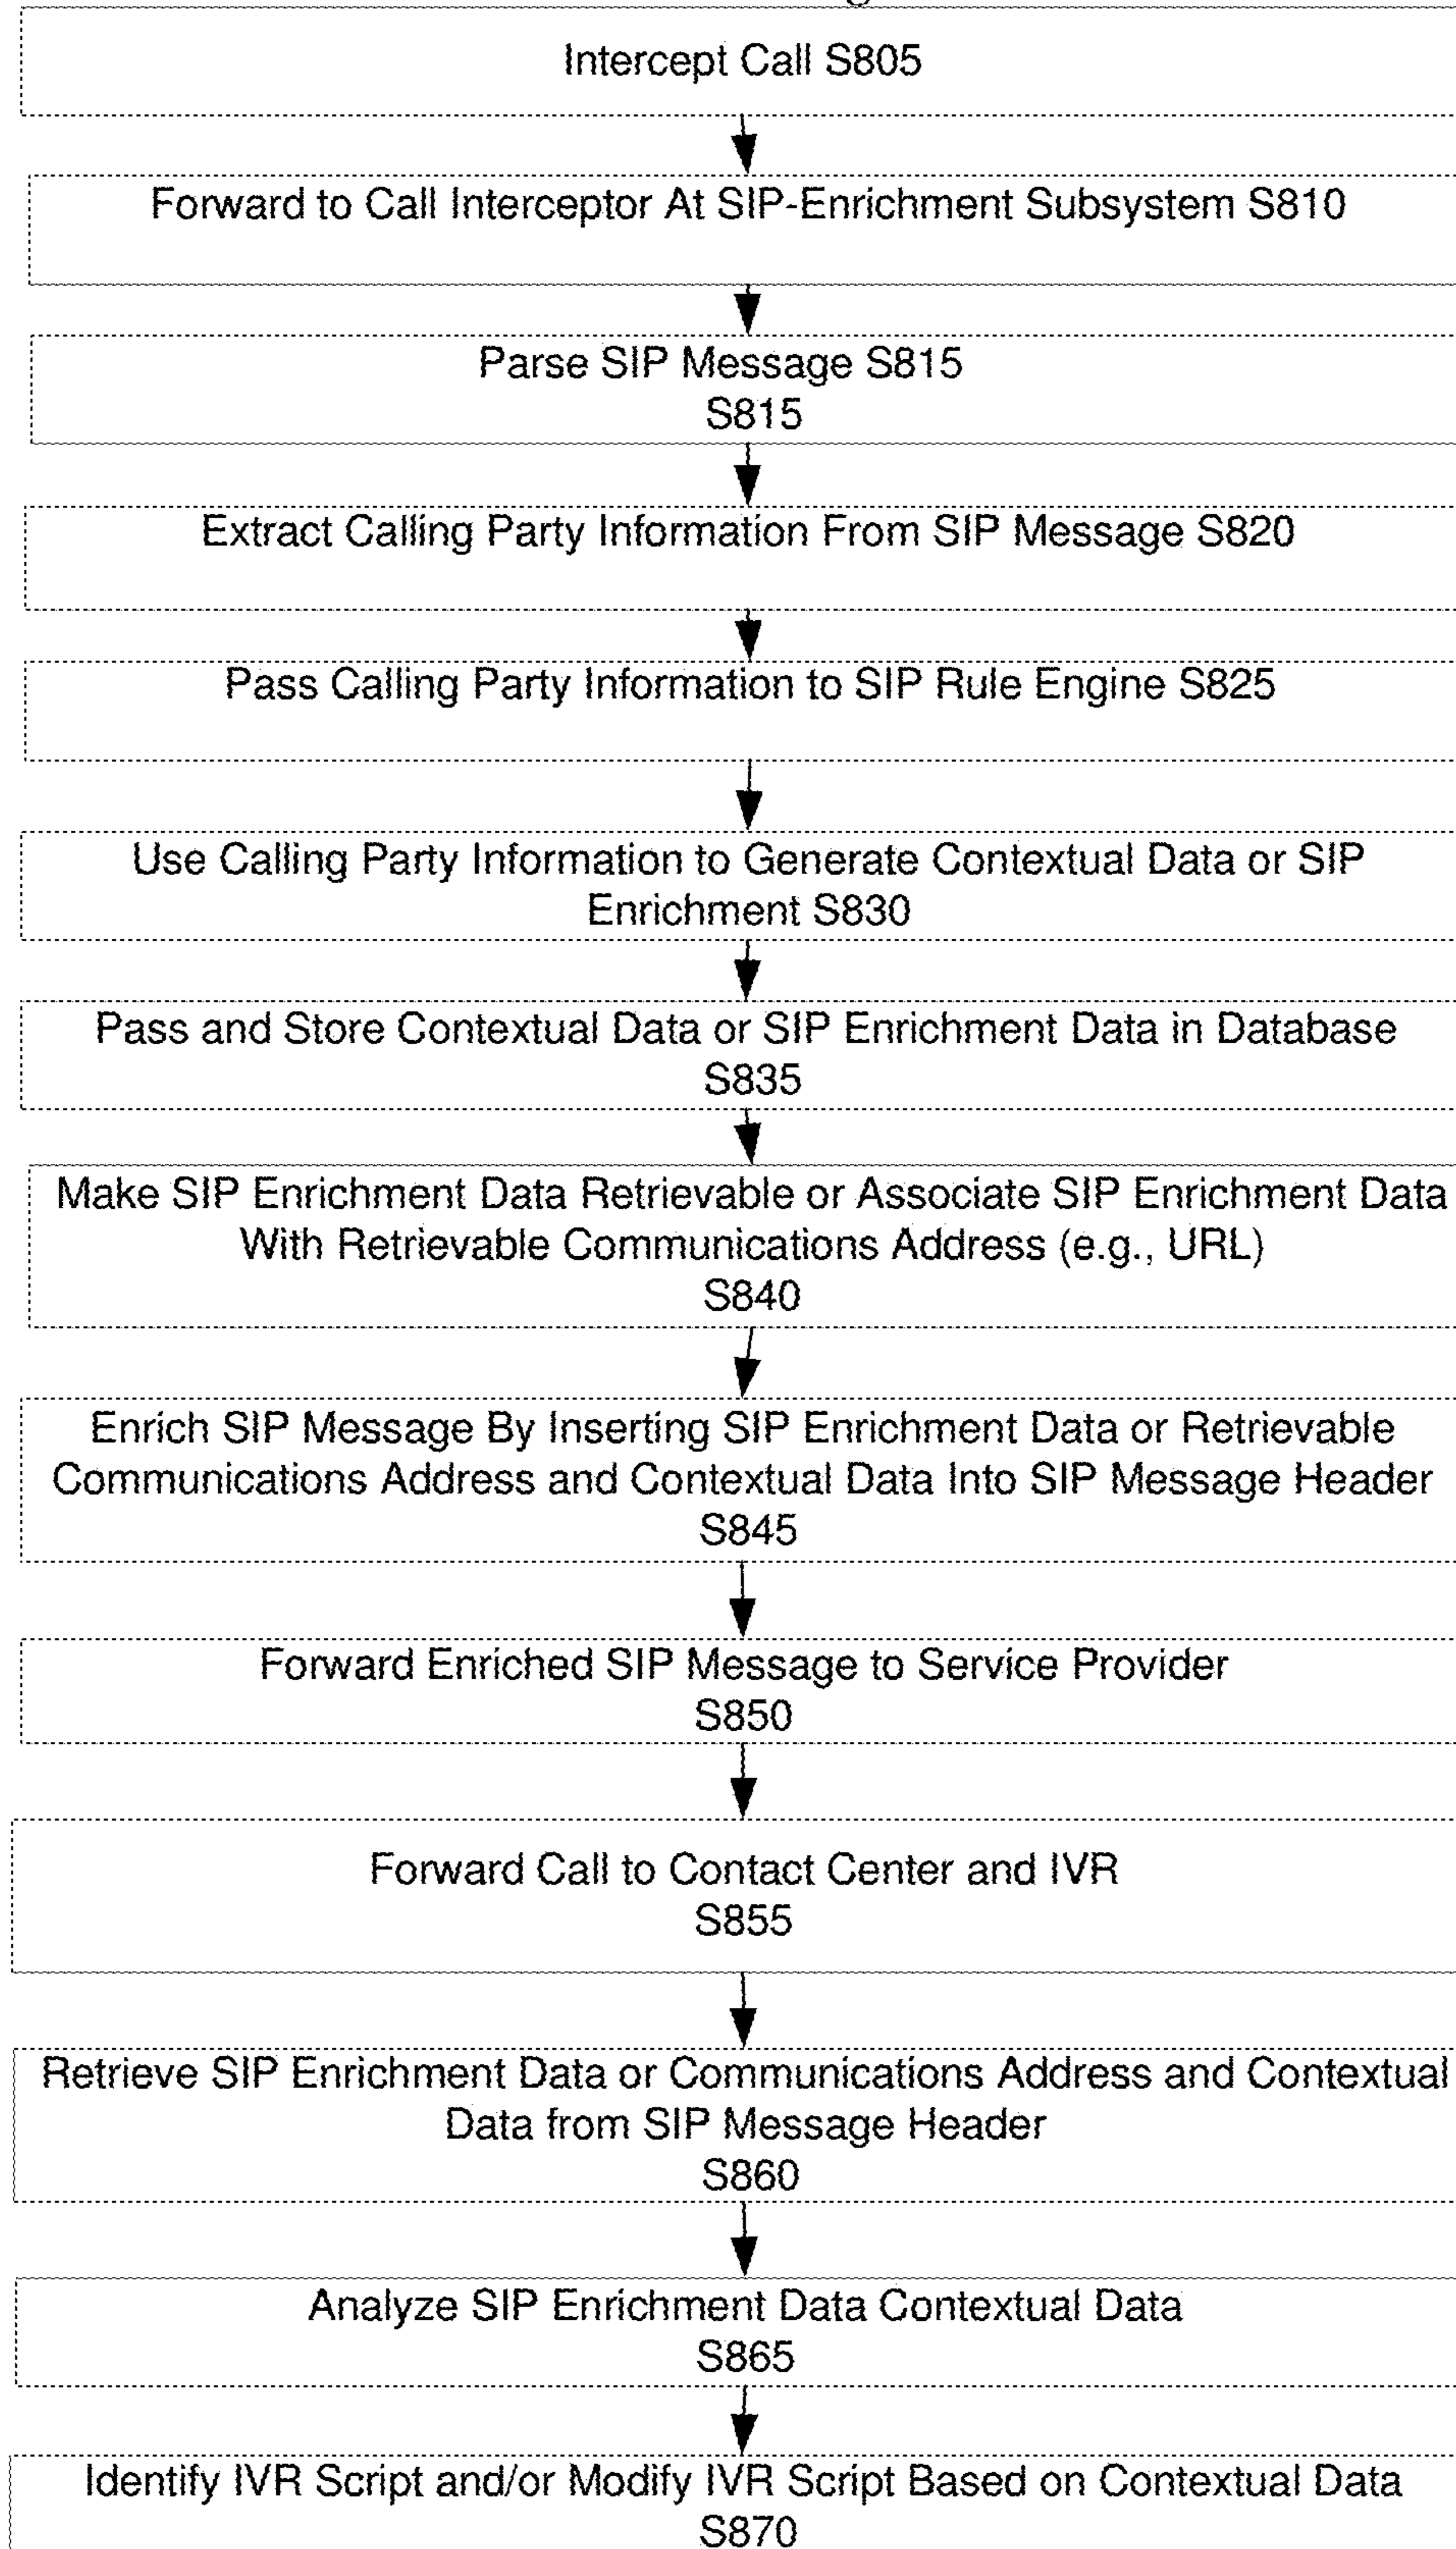 Intercept Call S805
Forward to Call Interceptor At SIP-Enrichment Subsystem S810
Parse SIP Message S815
S815
Extract Calling Party Information From SIP Message S820
Pass Calling Party Information to SIP Rule Engine S825
Use Calling Party Information to Generate Contextual Data or SIP
Enrichment S830
Pass and Store Contextual Data or SIP Enrichment Data in Database
S835
Make SIP Enrichment Data Retrievable or Associate SIP Enrichment Data
With Retrievable Communications Address (e.g., URL)
S840
Enrich SIP Message By Inserting SIP Enrichment Data or Retrievable
Communications Address and Contextual Data Into SIP Message Header
S845
Forward Enriched SIP Message to Service Provider
S850
Forward Call to Contact Center and IVR
S855
Retrieve SIP Enrichment Data or Communications Address and Contextual
Data from SIP Message Header
S860
Analyze SIP Enrichment Data Contextual Data
S865
Identify IVR Script and/or Modify IVR Script Based on Contextual Data
S870